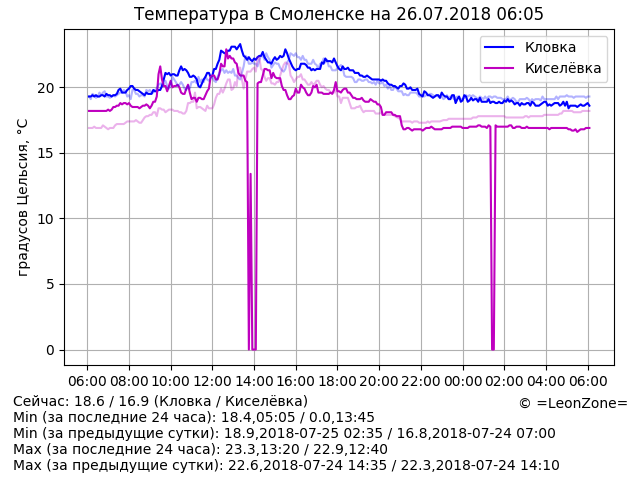 Температура в Смоленске на 26.07.2018 06:05
Кловка
Киселёвка
градусов Цельсия, °C
20
15
10
5
0
06:00 08:00 10:00 12:00 14:00 16:00 18:00 20:00 22:00 00:00 02:00 04:00 06:00
Сейчас: 18.6 / 16.9 (Кловка / Киселёвка)
© =LeonZone=
Min (за последние 24 часа): 18.4,05:05 / 0.0,13:45
Min (за предыдущие сутки): 18.9,2018-07-25 02:35 / 16.8,2018-07-24 07:00
Max (за последние 24 часа): 23.3,13:20 / 22.9,12:40
Max (за предыдущие сутки): 22.6,2018-07-24 14:35 / 22.3,2018-07-24 14:10